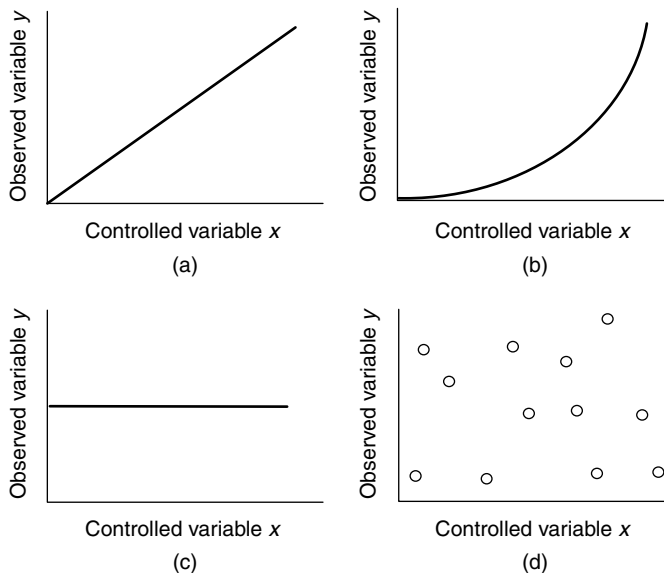 Observed variable y
Controlled variable x
(a)
Observed variable y
Controlled variable x
(b)
Observed variable y
Controlled variable x
(c)
Observed variable y
Controlled variable x
(d)